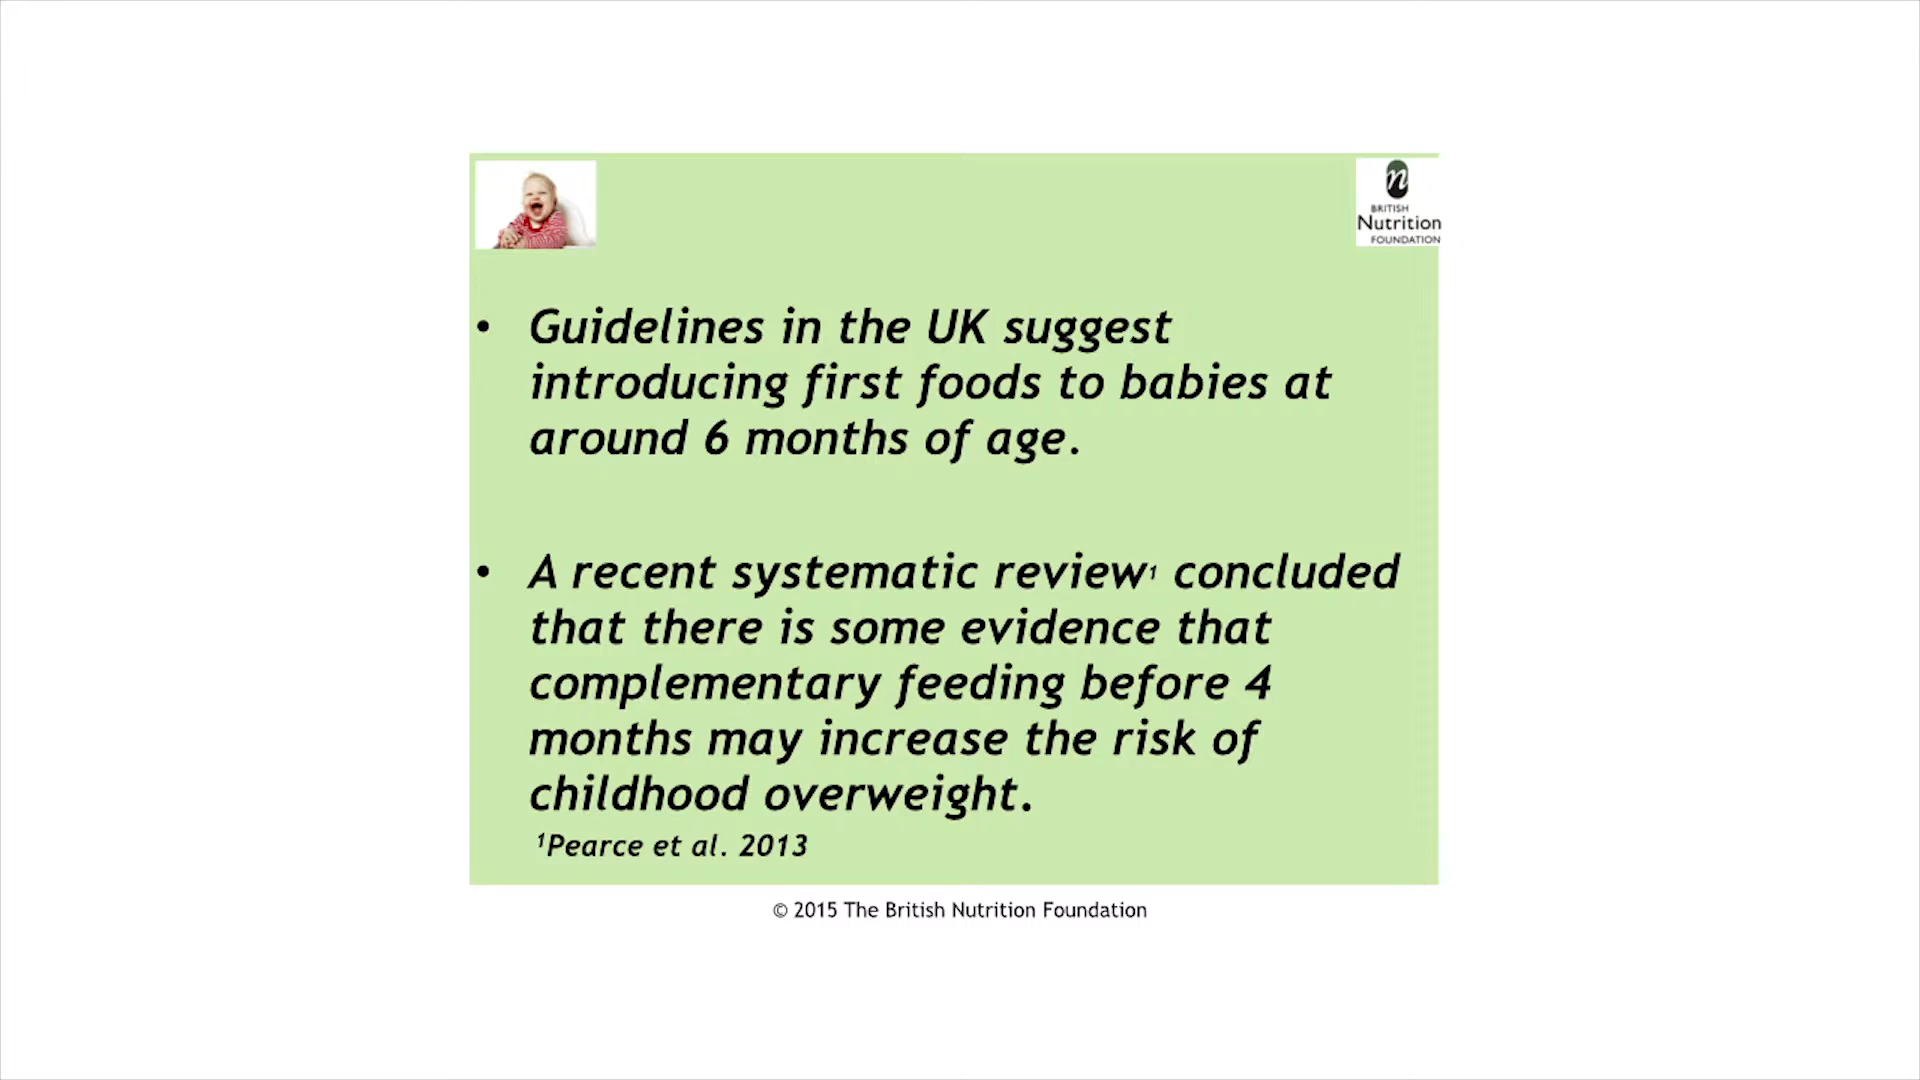 n
BRITISH
Nutrition
FOUNDATION
• Guidelines in the UK suggest
introducing first foods to babies at
around 6 months of age.
• A recent systematic review¹ concluded
that there is some evidence that
complementary feeding before 4
months may increase the risk of
childhood overweight.
¹Pearce et al. 2013
© 2015 The British Nutrition Foundation